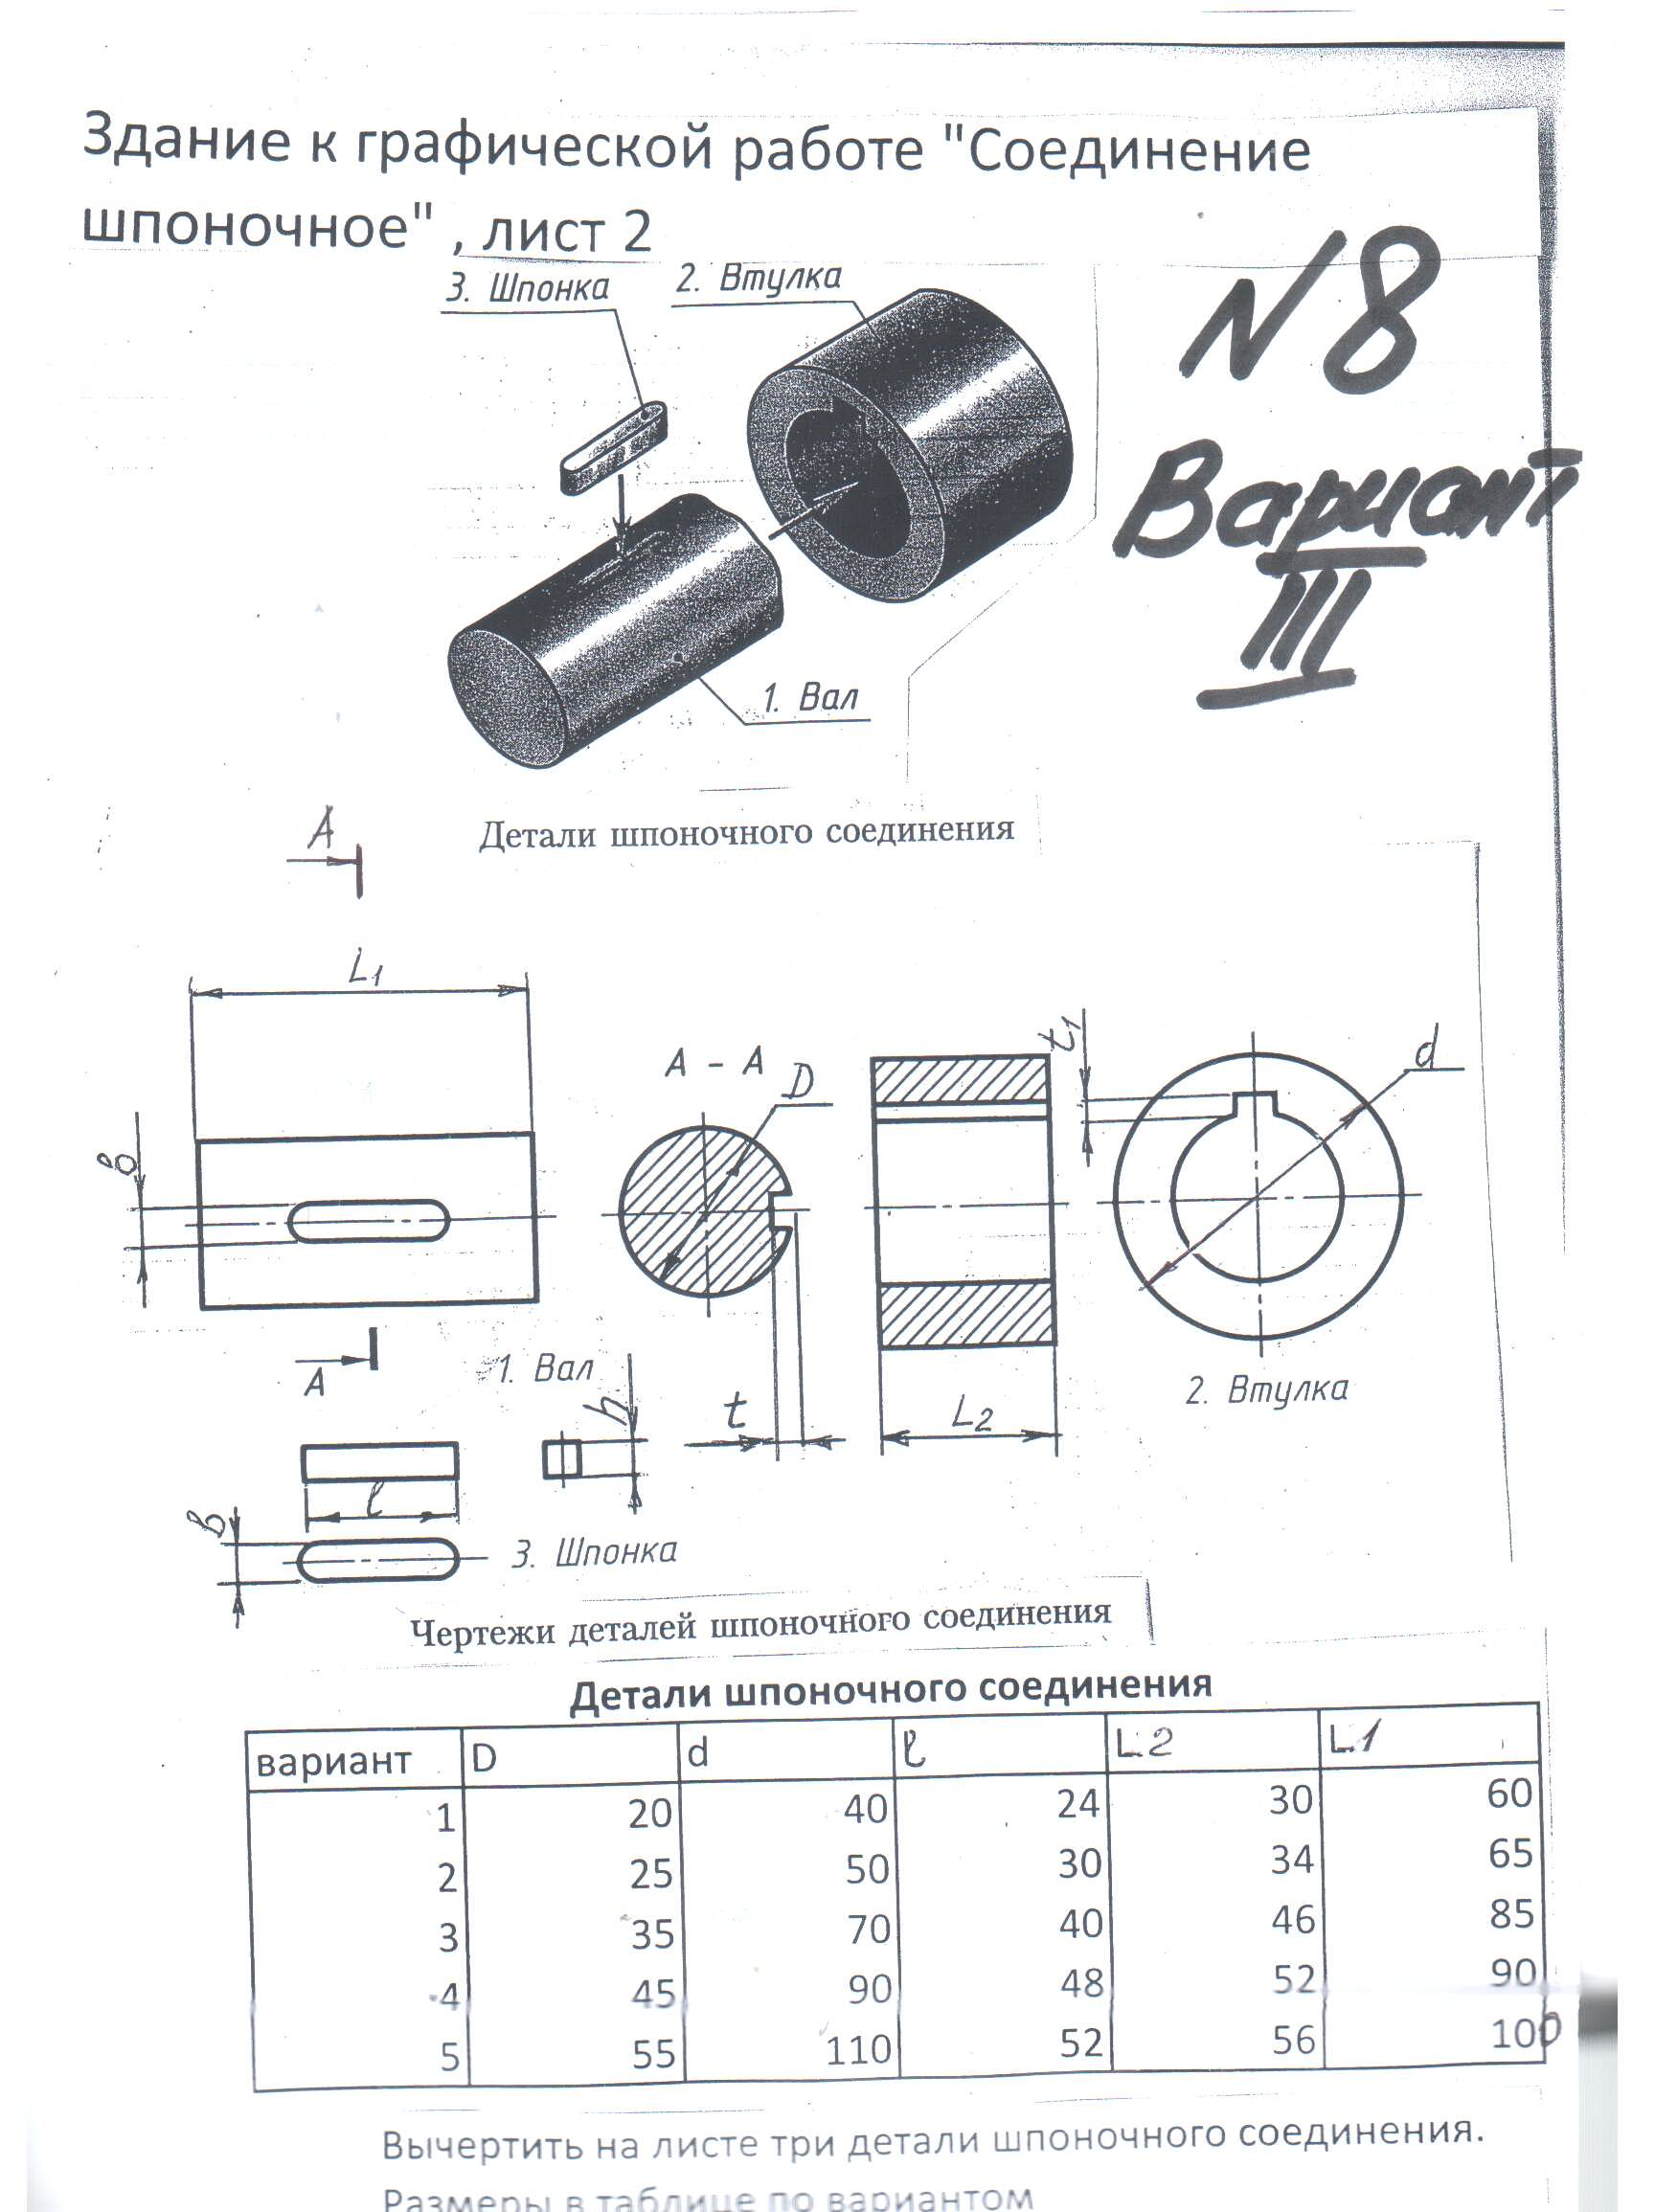 Здание к графической работе "Соединение
шпоночное" , лист 2
3. Шпонка
2. Втулка
N8
Вариант
III
1. Вал
Детали шпоночного соединения
A
L1
A - A
D
t1
d
в
A
1. Вал
h
t
L2
2. Втулка
l
в
3. Шпонка
Чертежи деталей шпоночного соединения
Детали шпоночного соединения
вариант D d l L2 L1
1 20 40 24 30 60
2 25 50 30 34 65
3 35 70 40 46 85
4 45 90 48 52 90
5 55 110 52 56 100
Вычертить на листе три детали шпоночного соединения.
Размеры в таблице по вариантом